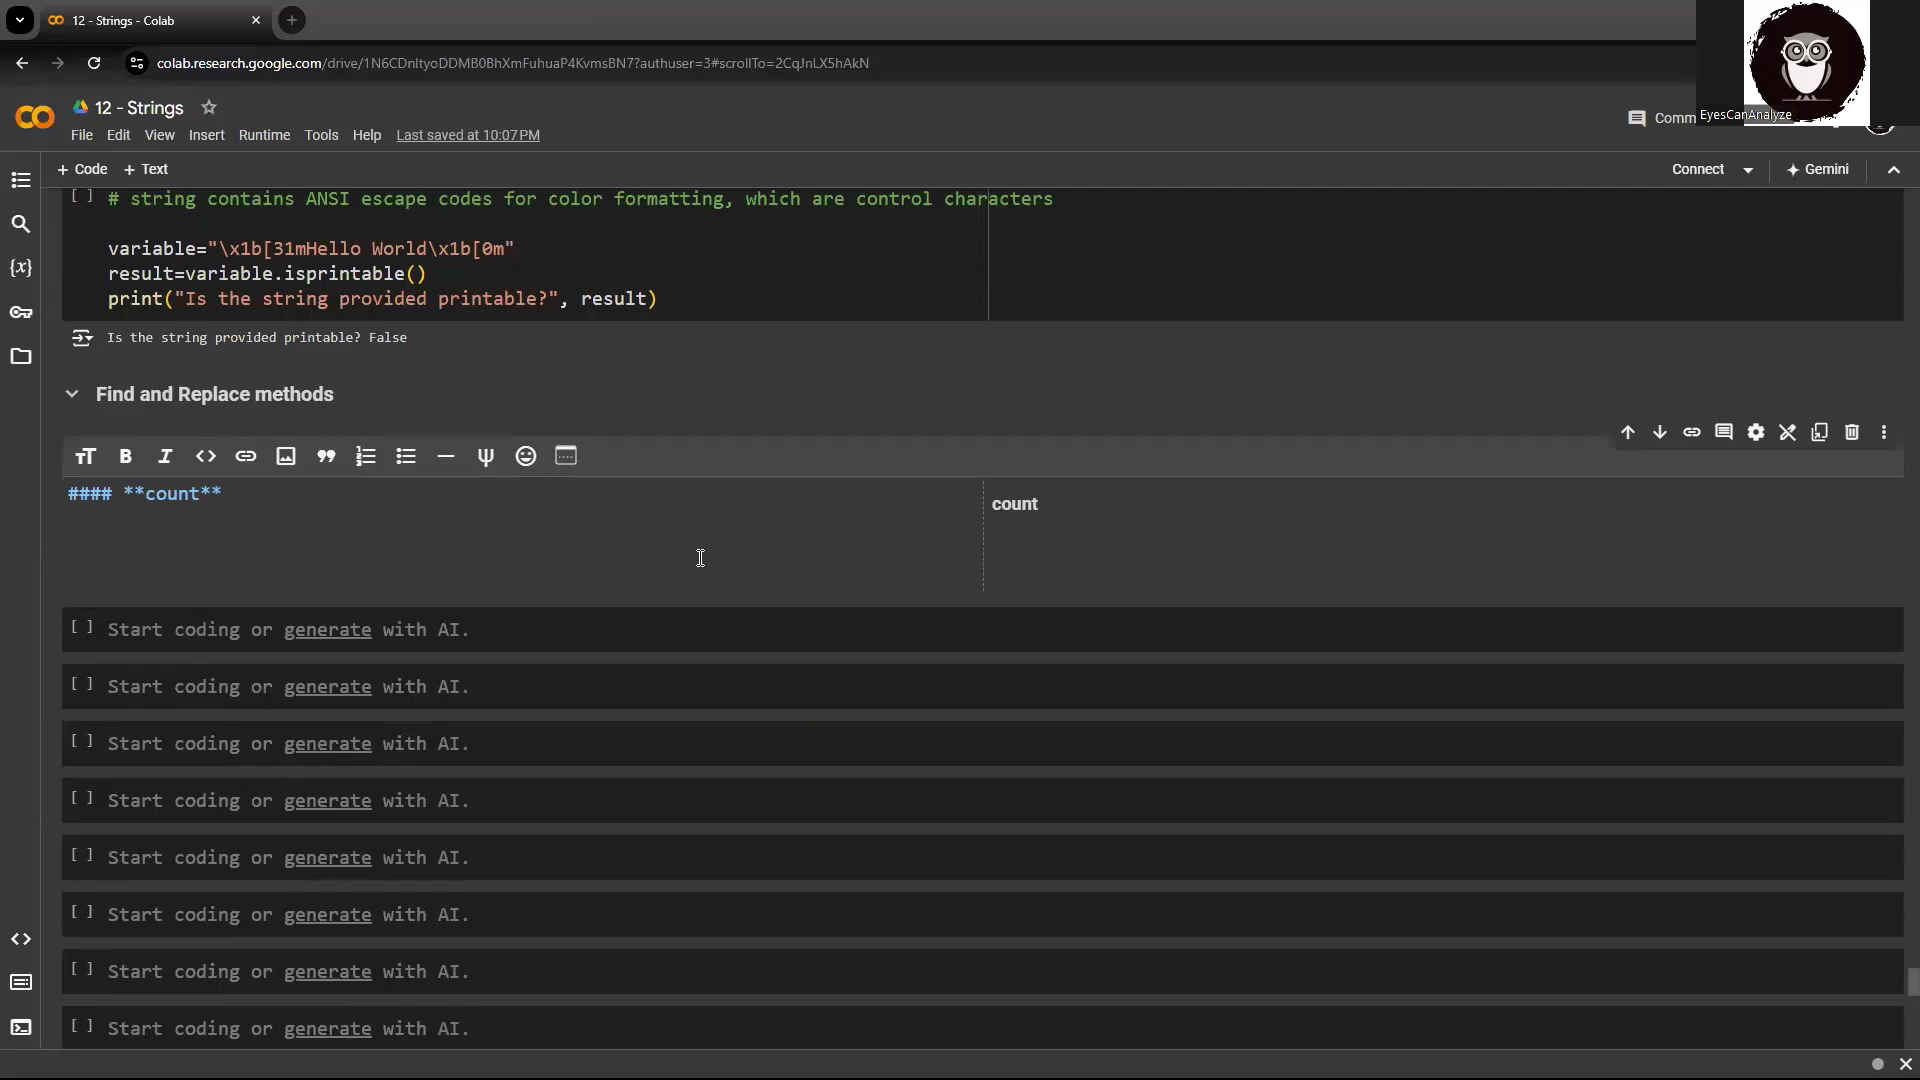 12 - Strings - Colab
colab.research.google.com/drive/1N6CDnltyoDDMB0BhXmFuhuaP4KvmsBN7?authuser=3#scrollTo=2CqJnLX5hAkN
EyesCanAnalyze
12 - Strings
Comm
File Edit View Insert Runtime Tools Help Last saved at 10:07 PM
+ Code + Text
Connect Gemini
[ ] # string contains ANSI escape codes for color formatting, which are control characters
variable="\x1b[31mHello World\x1b[0m"
result=variable.isprintable()
print("Is the string provided printable?", result)
Is the string provided printable? False
Find and Replace methods
#### **count**
count
[ ] Start coding or generate with AI.
[ ] Start coding or generate with AI.
[ ] Start coding or generate with AI.
[ ] Start coding or generate with AI.
[ ] Start coding or generate with AI.
[ ] Start coding or generate with AI.
[ ] Start coding or generate with AI.
[ ] Start coding or generate with AI.